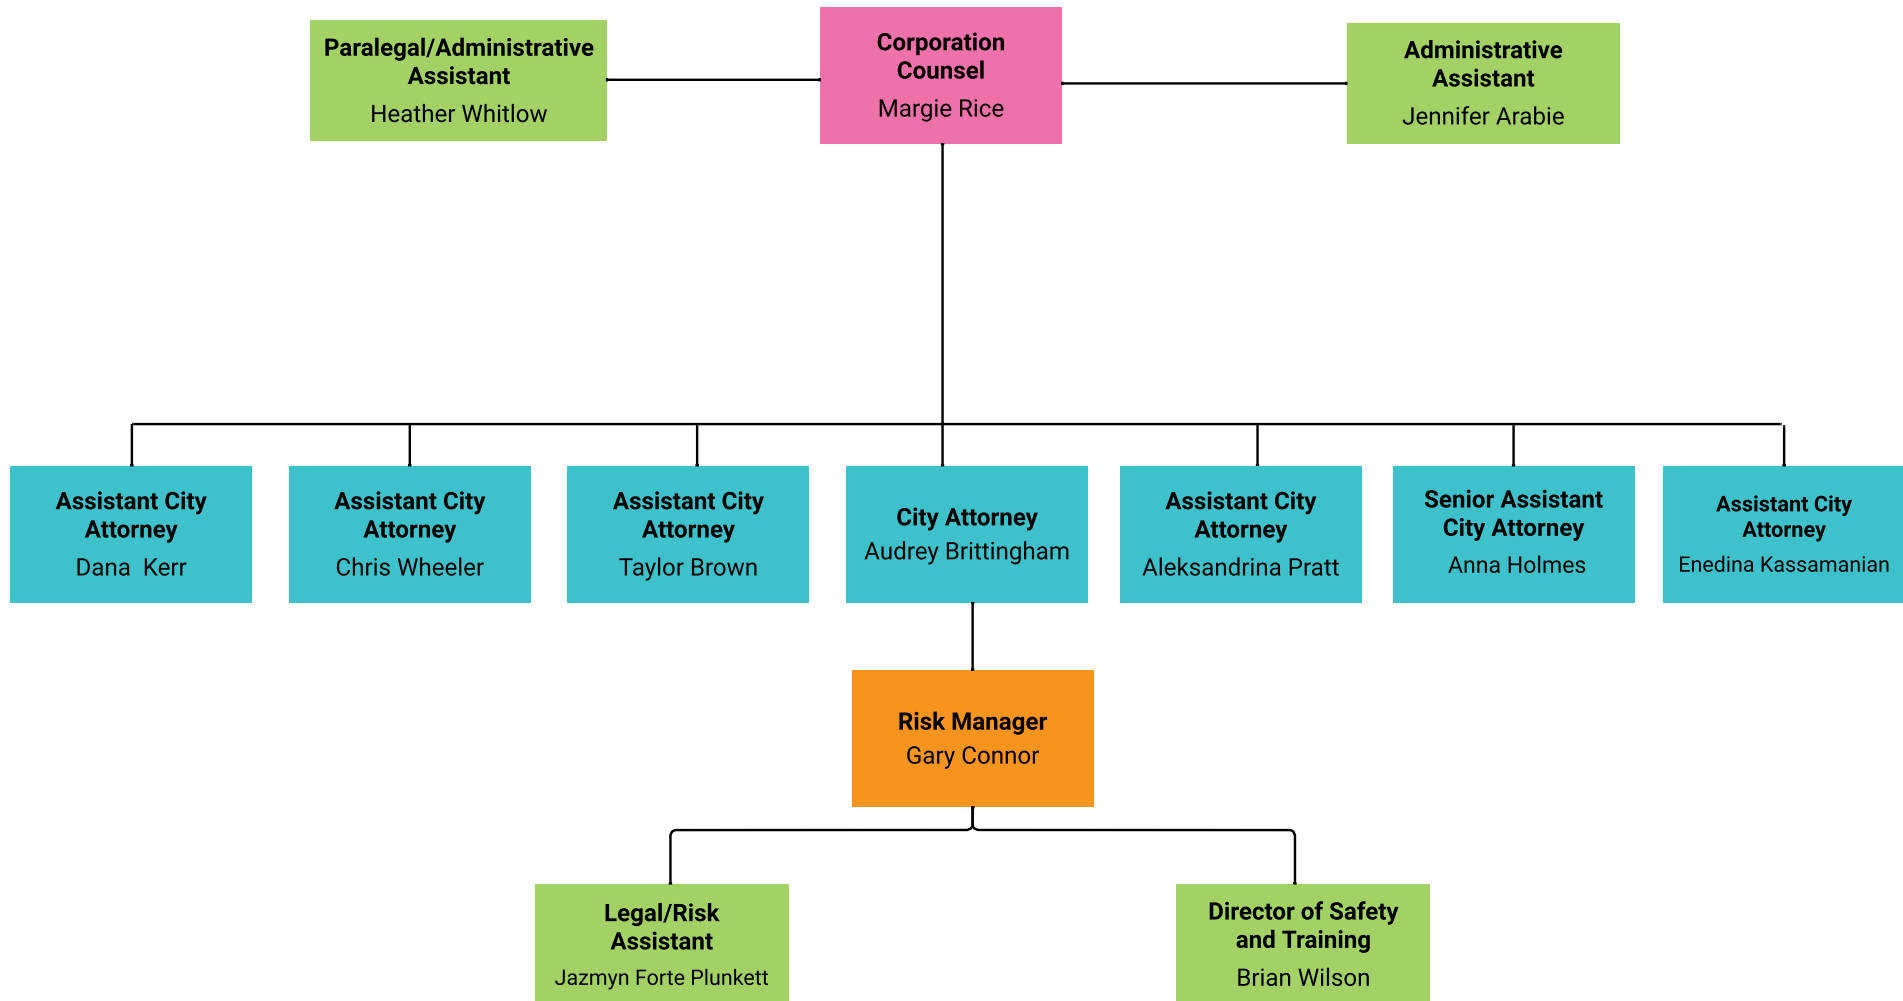 Paralegal/Administrative
Assistant
Heather Whitlow
Corporation
Counsel
Margie Rice
Administrative
Assistant
Jennifer Arabie
Assistant City
Attorney
Dana  Kerr
Assistant City
Attorney
Chris Wheeler
Assistant City
Attorney
Taylor Brown
City Attorney
Audrey Brittingham
Assistant City
Attorney
Aleksandrina Pratt
Senior Assistant
City Attorney
Anna Holmes
Assistant City
Attorney
Enedina Kassamanian
Risk Manager
Gary Connor
Legal/Risk
Assistant
Jazmyn Forte Plunkett
Director of Safety
and Training
Brian Wilson